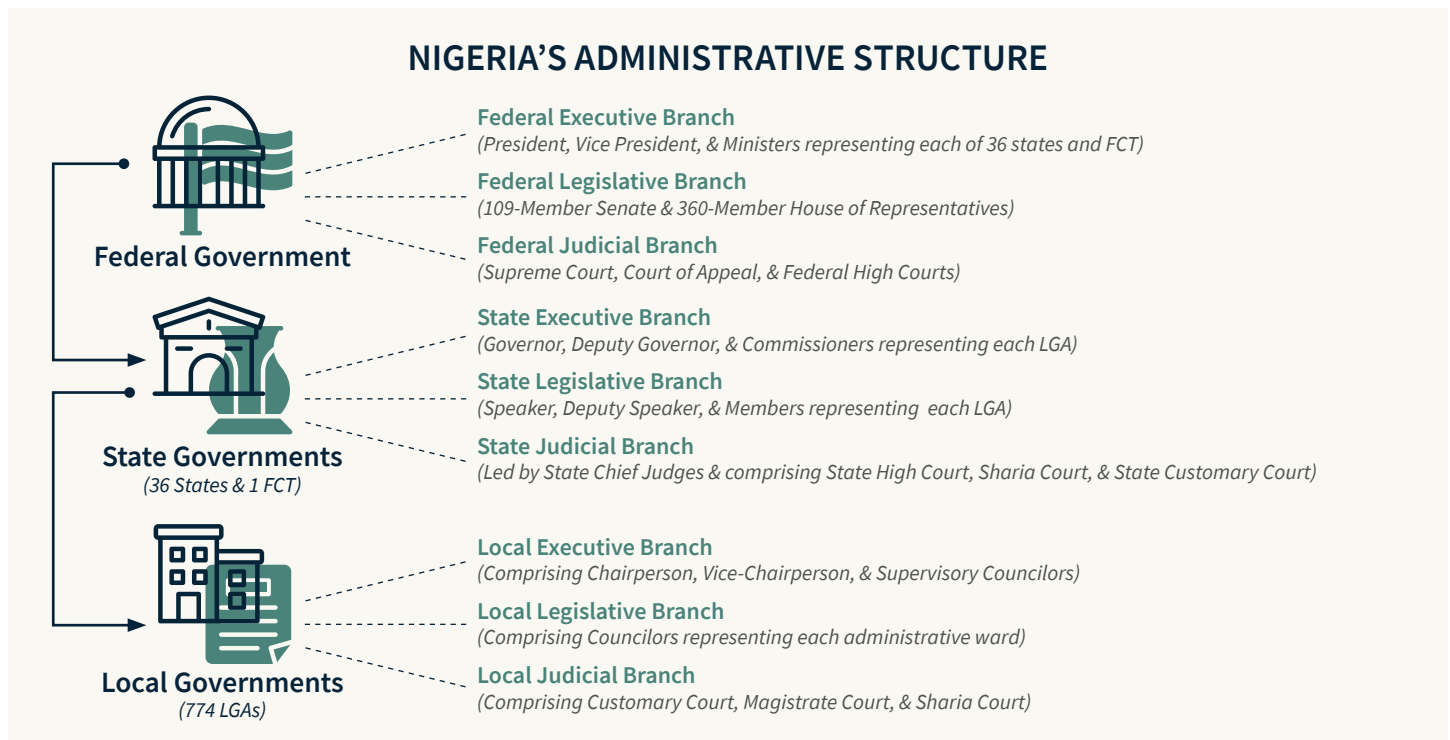 NIGERIA’S ADMINISTRATIVE STRUCTURE
Federal Government
Federal Executive Branch
(President, Vice President, & Ministers representing each of 36 states and FCT)
Federal Legislative Branch
(109-Member Senate & 360-Member House of Representatives)
Federal Judicial Branch
(Supreme Court, Court of Appeal, & Federal High Courts)
State Governments
(36 States & 1 FCT)
State Executive Branch
(Governor, Deputy Governor, & Commissioners representing each LGA)
State Legislative Branch
(Speaker, Deputy Speaker, & Members representing  each LGA)
State Judicial Branch
(Led by State Chief Judges & comprising State High Court, Sharia Court, & State Customary Court)
Local Governments
(774 LGAs)
Local Executive Branch
(Comprising Chairperson, Vice-Chairperson, & Supervisory Councilors)
Local Legislative Branch
(Comprising Councilors representing each administrative ward)
Local Judicial Branch
(Comprising Customary Court, Magistrate Court, & Sharia Court)